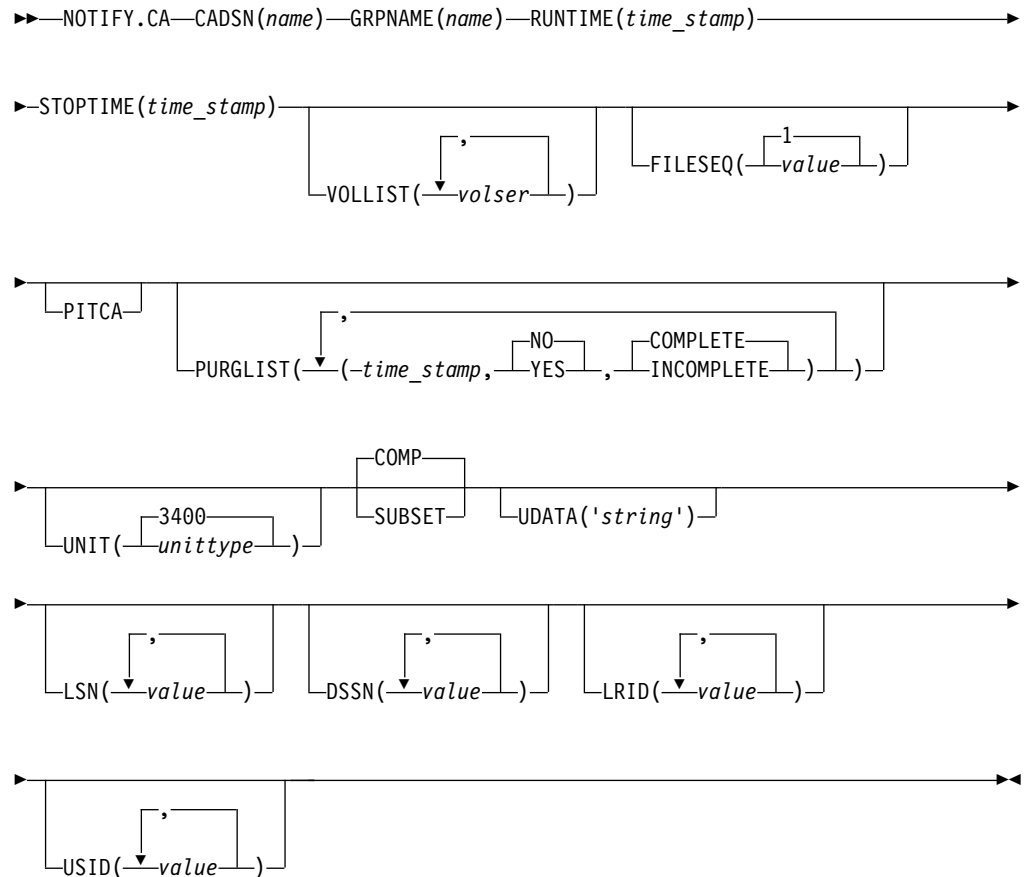 NOTIFY.CA CADSN(name) GRPNAME(name) RUNTIME(time_stamp)
STOPTIME(time_stamp)
,
VOLLIST( volser )
1
FILESEQ( value )
PITCA
,
NO COMPLETE
PURGLIST( ( time_stamp, YES , INCOMPLETE ) )
COMP
3400
SUBSET UDATA('string')
UNIT( unittype )
, , ,
LSN( value ) DSSN( value ) LRID( value )
,
USID( value )